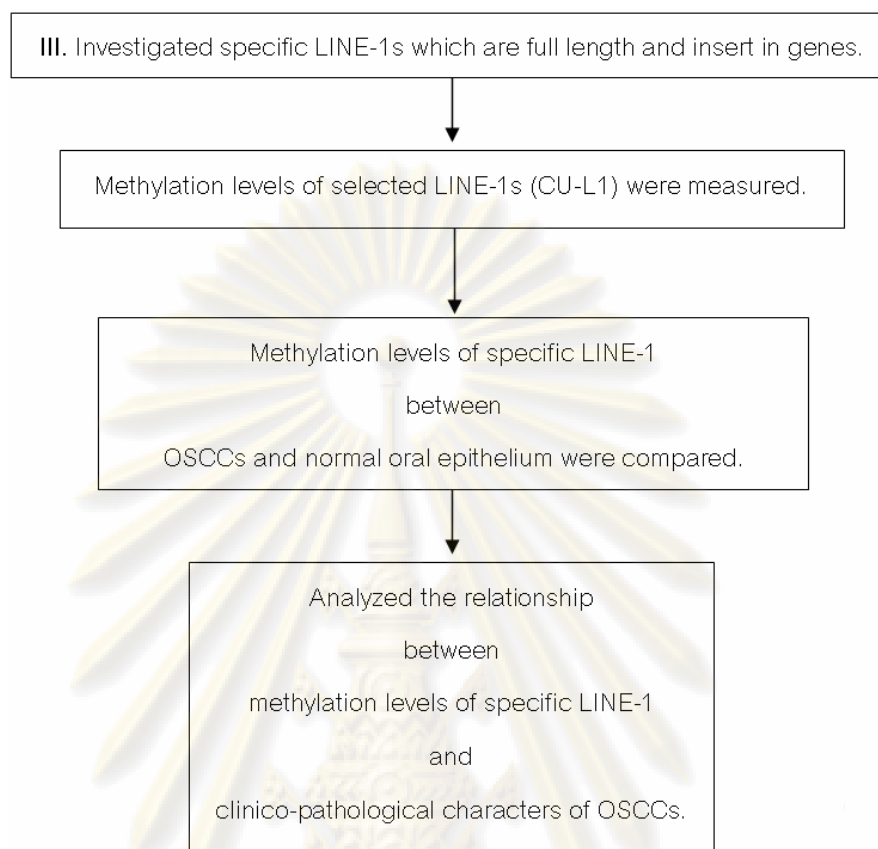 III. Investigated specific LINE-1s which are full length and insert in genes.
Methylation levels of selected LINE-1s (CU-L1) were measured.
Methylation levels of specific LINE-1
between
OSCCs and normal oral epithelium were compared.
Analyzed the relationship
between
methylation levels of specific LINE-1
and
clinico-pathological characters of OSCCs.